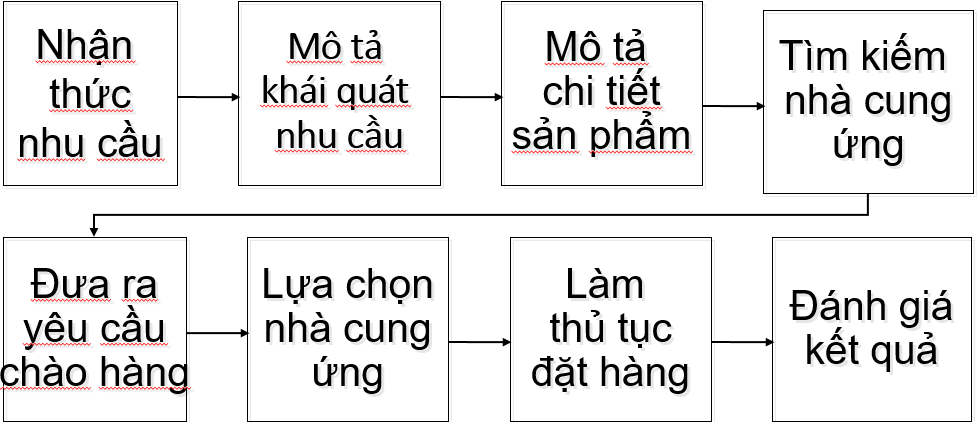 Nhận
thức
nhu cầu
Mô tả
khái quát
nhu cầu
Mô tả
chi tiết
sản phẩm
Tìm kiếm
nhà cung
ứng
Đưa ra
yêu cầu
chào hàng
Lựa chọn
nhà cung
ứng
Làm
thủ tục
đặt hàng
Đánh giá
kết quả